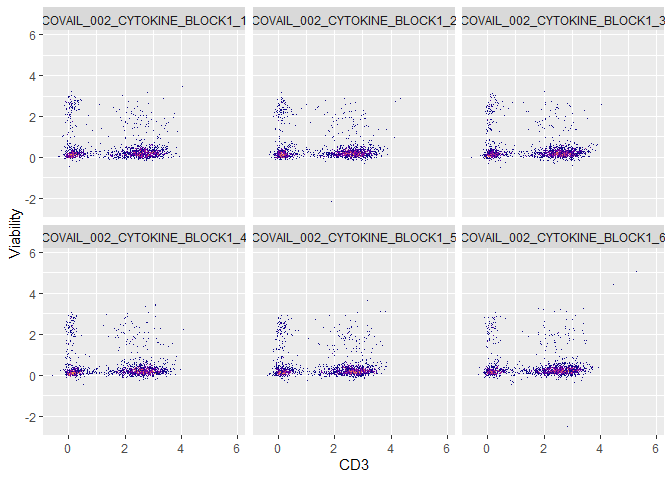 COVAIL_002_CYTOKINE_BLOCK1_1 COVAIL_002_CYTOKINE_BLOCK1_2 COVAIL_002_CYTOKINE_BLOCK1_3
6
4
2
0
-2
Viability
COVAIL_002_CYTOKINE_BLOCK1_4 COVAIL_002_CYTOKINE_BLOCK1_5 COVAIL_002_CYTOKINE_BLOCK1_6
6
4
2
0
-2
0 2 4 6 0 2 4 6 0 2 4 6
CD3